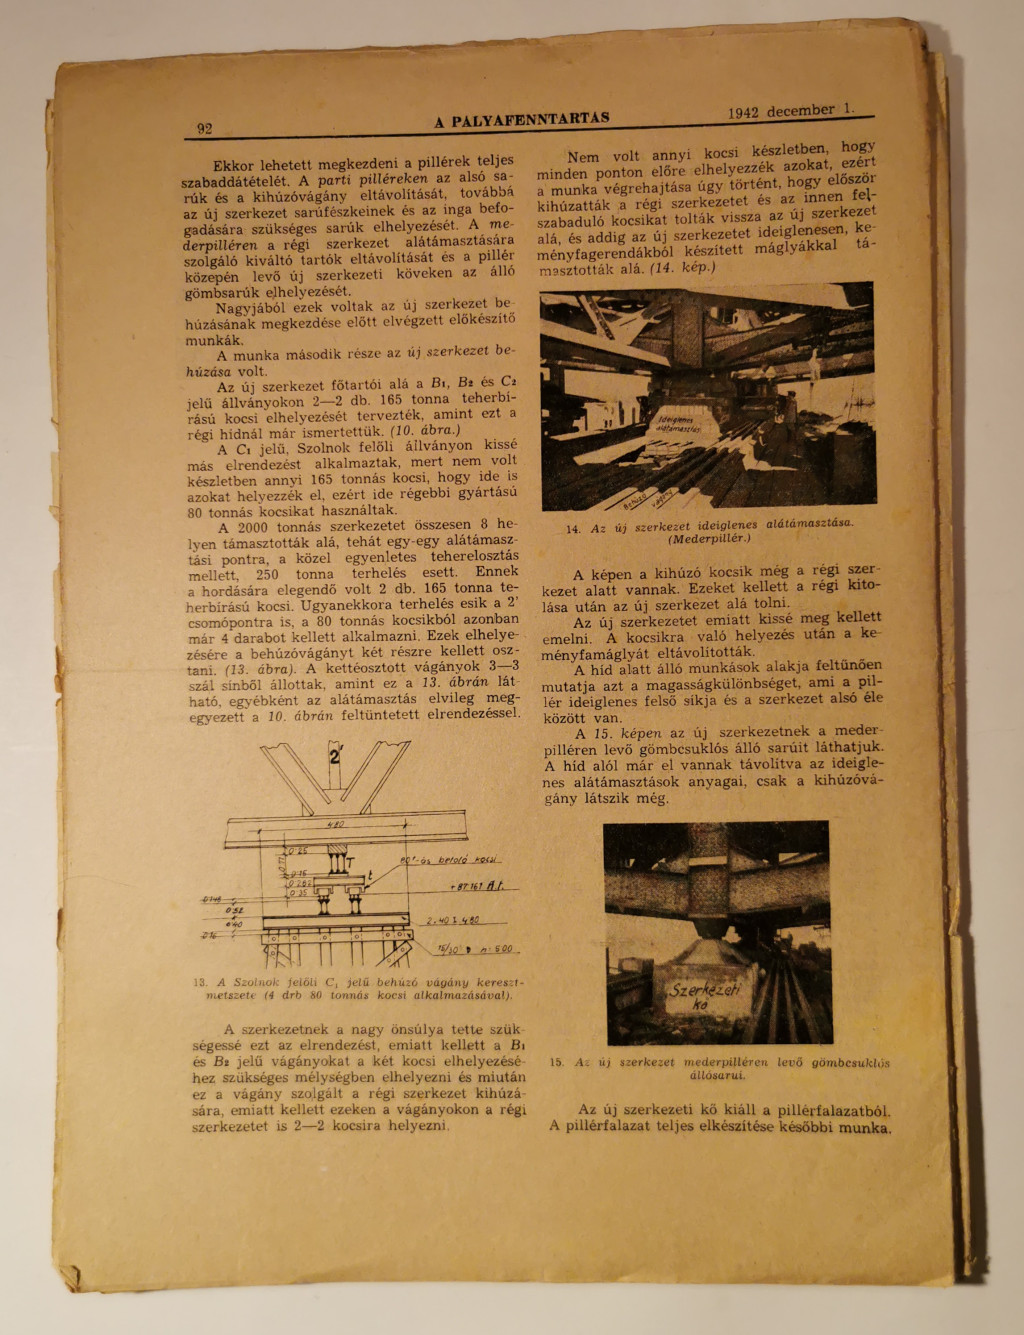 92
A PÁLYAFENNTARTÁS
1942 december 1.
Ekkor lehetett megkezdeni a pillérek teljes
szabaddátételét. A parti pilléreken az alsó sa-
rúk és a kihúzóvágány eltávolítását, továbbá
az új szerkezet sarúfészkeinek és az inga befo-
gadására szükséges sarúk elhelyezését. A me-
derpilléren a régi szerkezet alátámasztására
szolgáló kiváltó tartók eltávolítását és a pillér
közepén levő új szerkezeti köveken az álló
gömbsarúk elhelyezését.
Nagyjából ezek voltak az új szerkezet be-
húzásának megkezdése előtt elvégzett előkészítő
munkák.
A munka második része az új szerkezet be-
húzása volt.
Az új szerkezet főtartói alá a B1, B2 és C2
jelű állványokon 2—2 db. 165 tonna teherbí-
rású kocsi elhelyezését tervezték, amint ezt a
régi hídnál már ismertettük. (10. ábra.)
A C1 jelű, Szolnok felőli állványon kissé
más elrendezést alkalmaztak, mert nem volt
készletben annyi 165 tonnás kocsi, hogy ide is
azokat helyezzék el, ezért ide régebbi gyártású
80 tonnás kocsikat használtak.
A 2000 tonnás szerkezetet összesen 8 he-
lyen támasztották alá, tehát egy-egy alátámasz-
tási pontra, a közel egyenletes teherelosztás
mellett, 250 tonna terhelés esett. Ennek
a hordására elegendő volt 2 db. 165 tonna te-
herbírású kocsi. Ugyanekkora terhelés esik a 2'
csomópontra is, a 80 tonnás kocsikból azonban
már 4 darabot kellett alkalmazni. Ezek elhelye-
zésére a behúzóvágányt két részre kellett osz-
tani. (13. ábra). A kettéosztott vágányok 3—3
szál sínből állottak, amint ez a 13. ábrán lát-
ható, egyébként az alátámasztás elvileg meg-
egyezett a 10. ábrán feltüntetett elrendezéssel.
2'
4.80
0.25
T
80t-ás betoló kocsi
t
0.35
+87.161 A.f.
0.52
0.40
2.40 I 4.80
n=5.00
13. A Szolnok jelőli C1 jelű behúzó vágány kereszt-
metszete (4 drb 80 tonnás kocsi alkalmazásával).
A szerkezetnek a nagy önsúlya tette szük-
ségessé ezt az elrendezést, emiatt kellett a B1
és B2 jelű vágányokat a két kocsi elhelyezésé-
hez szükséges mélységben elhelyezni és miután
ez a vágány szolgált a régi szerkezet kihúzá-
sára, emiatt kellett ezeken a vágányokon a régi
szerkezetet is 2—2 kocsira helyezni.
Nem volt annyi kocsi készletben, hogy
minden ponton előre elhelyezzék azokat, ezért
a munka végrehajtása úgy történt, hogy először
kihúzatták a régi szerkezetet és az innen fel-
szabaduló kocsikat tolták vissza az új szerkezet
alá, és addig az új szerkezetet ideiglenesen, ke-
ményfagerendákból készített máglyákkal tá-
masztották alá. (14. kép.)
Ideiglenes
alátámasztás
Behúzó vágány
14. Az új szerkezet ideiglenes alátámasztása.
(Mederpillér.)
A képen a kihúzó kocsik még a régi szer-
kezet alatt vannak. Ezeket kellett a régi kito-
lása után az új szerkezet alá tolni.
Az új szerkezetet emiatt kissé meg kellett
emelni. A kocsikra való helyezés után a ke-
ményfamáglyát eltávolították.
A híd alatt álló munkások alakja feltűnően
mutatja azt a magasságkülönbséget, ami a pil-
lér ideiglenes felső síkja és a szerkezet alsó éle
között van.
A 15. képen az új szerkezetnek a meder-
pilléren levő gömbcsuklós álló sarúit láthatjuk.
A híd alól már el vannak távolítva az ideigle-
nes alátámasztások anyagai, csak a kihúzóvá-
gány látszik még.
Szerkezeti
kő
15. Az új szerkezet mederpilléren levő gömbcsuklós
állósarui.
Az új szerkezeti kő kiáll a pillérfalazatból.
A pillérfalazat teljes elkészítése későbbi munka.